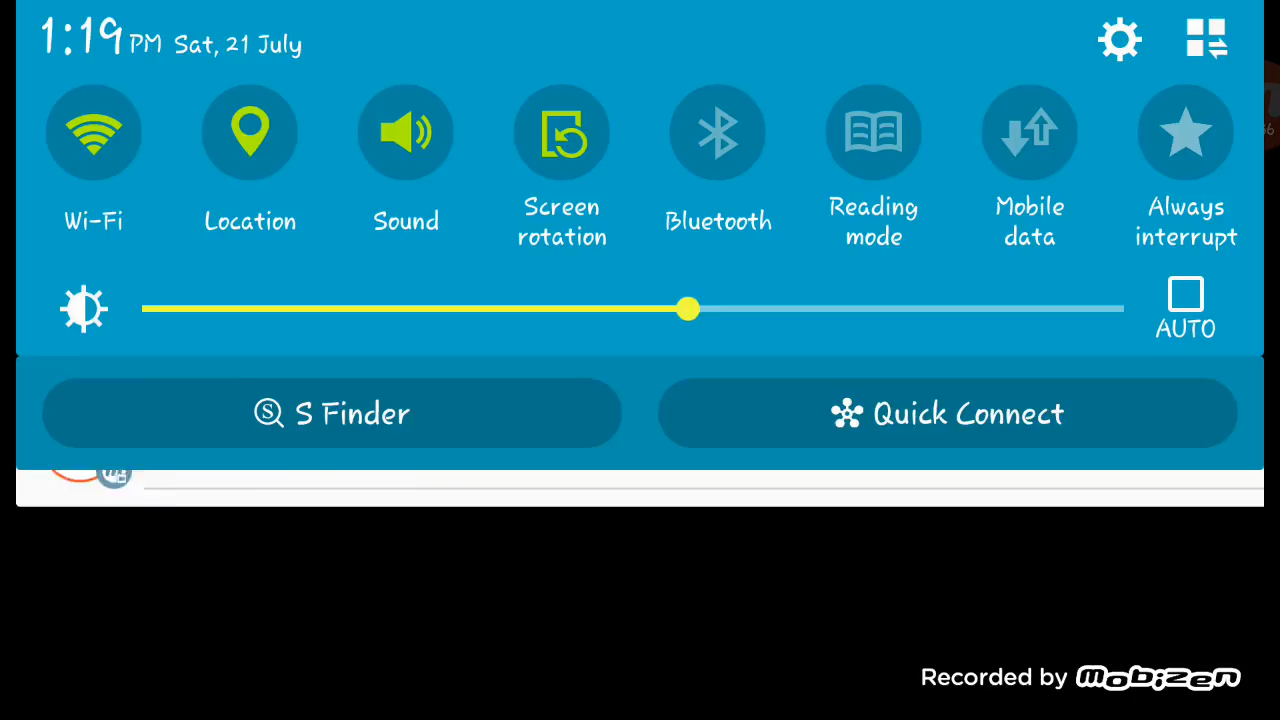 1:19 PM Sat, 21 July
Wi-Fi
Location
Sound
Screen
rotation
Bluetooth
Reading
mode
Mobile
data
Always
interrupt
AUTO
S Finder
Quick Connect
Recorded by mobizen